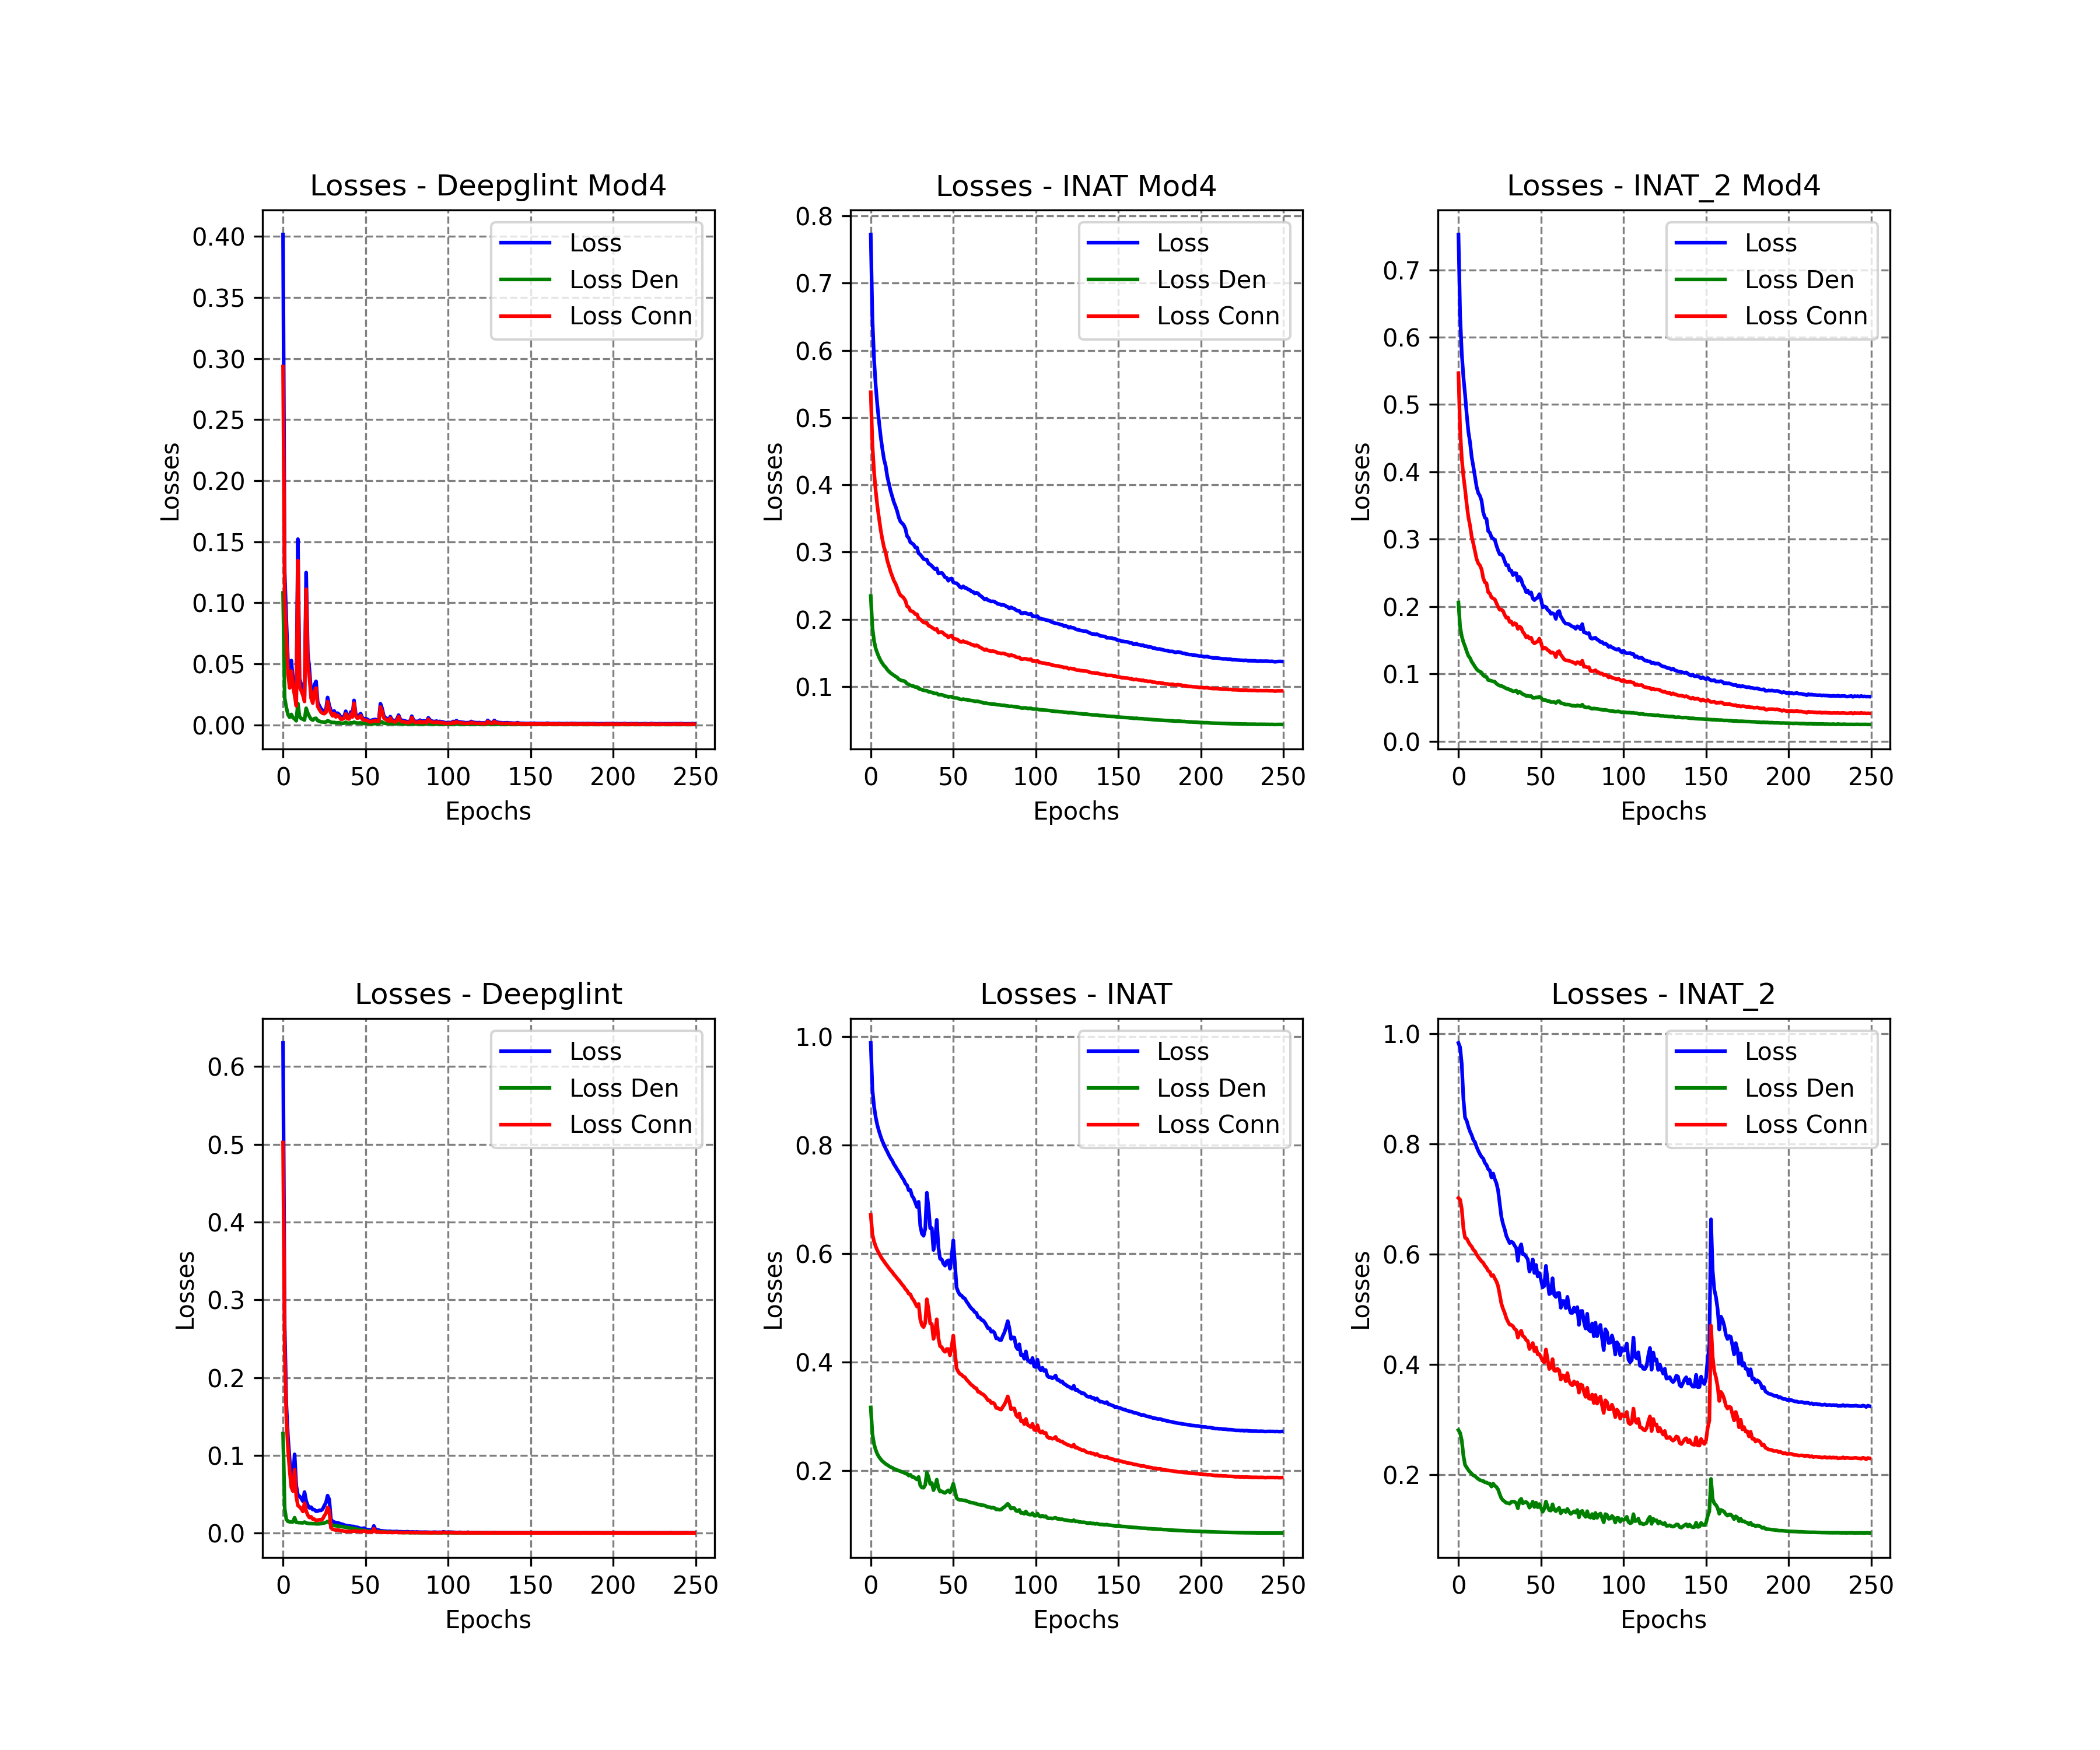 Losses - Deepglint Mod4
0.40
0.35
0.30
0.25
0.20
0.15
0.10
0.05
0.00
Losses
0 50 100 150 200 250
Epochs
Loss
Loss Den
Loss Conn
Losses - INAT Mod4
0.8
0.7
0.6
0.5
0.4
0.3
0.2
0.1
Losses
0 50 100 150 200 250
Epochs
Loss
Loss Den
Loss Conn
Losses - INAT_2 Mod4
0.7
0.6
0.5
0.4
0.3
0.2
0.1
0.0
Losses
0 50 100 150 200 250
Epochs
Loss
Loss Den
Loss Conn
Losses - Deepglint
0.6
0.5
0.4
0.3
0.2
0.1
0.0
Losses
0 50 100 150 200 250
Epochs
Loss
Loss Den
Loss Conn
Losses - INAT
1.0
0.8
0.6
0.4
0.2
Losses
0 50 100 150 200 250
Epochs
Loss
Loss Den
Loss Conn
Losses - INAT_2
1.0
0.8
0.6
0.4
0.2
Losses
0 50 100 150 200 250
Epochs
Loss
Loss Den
Loss Conn